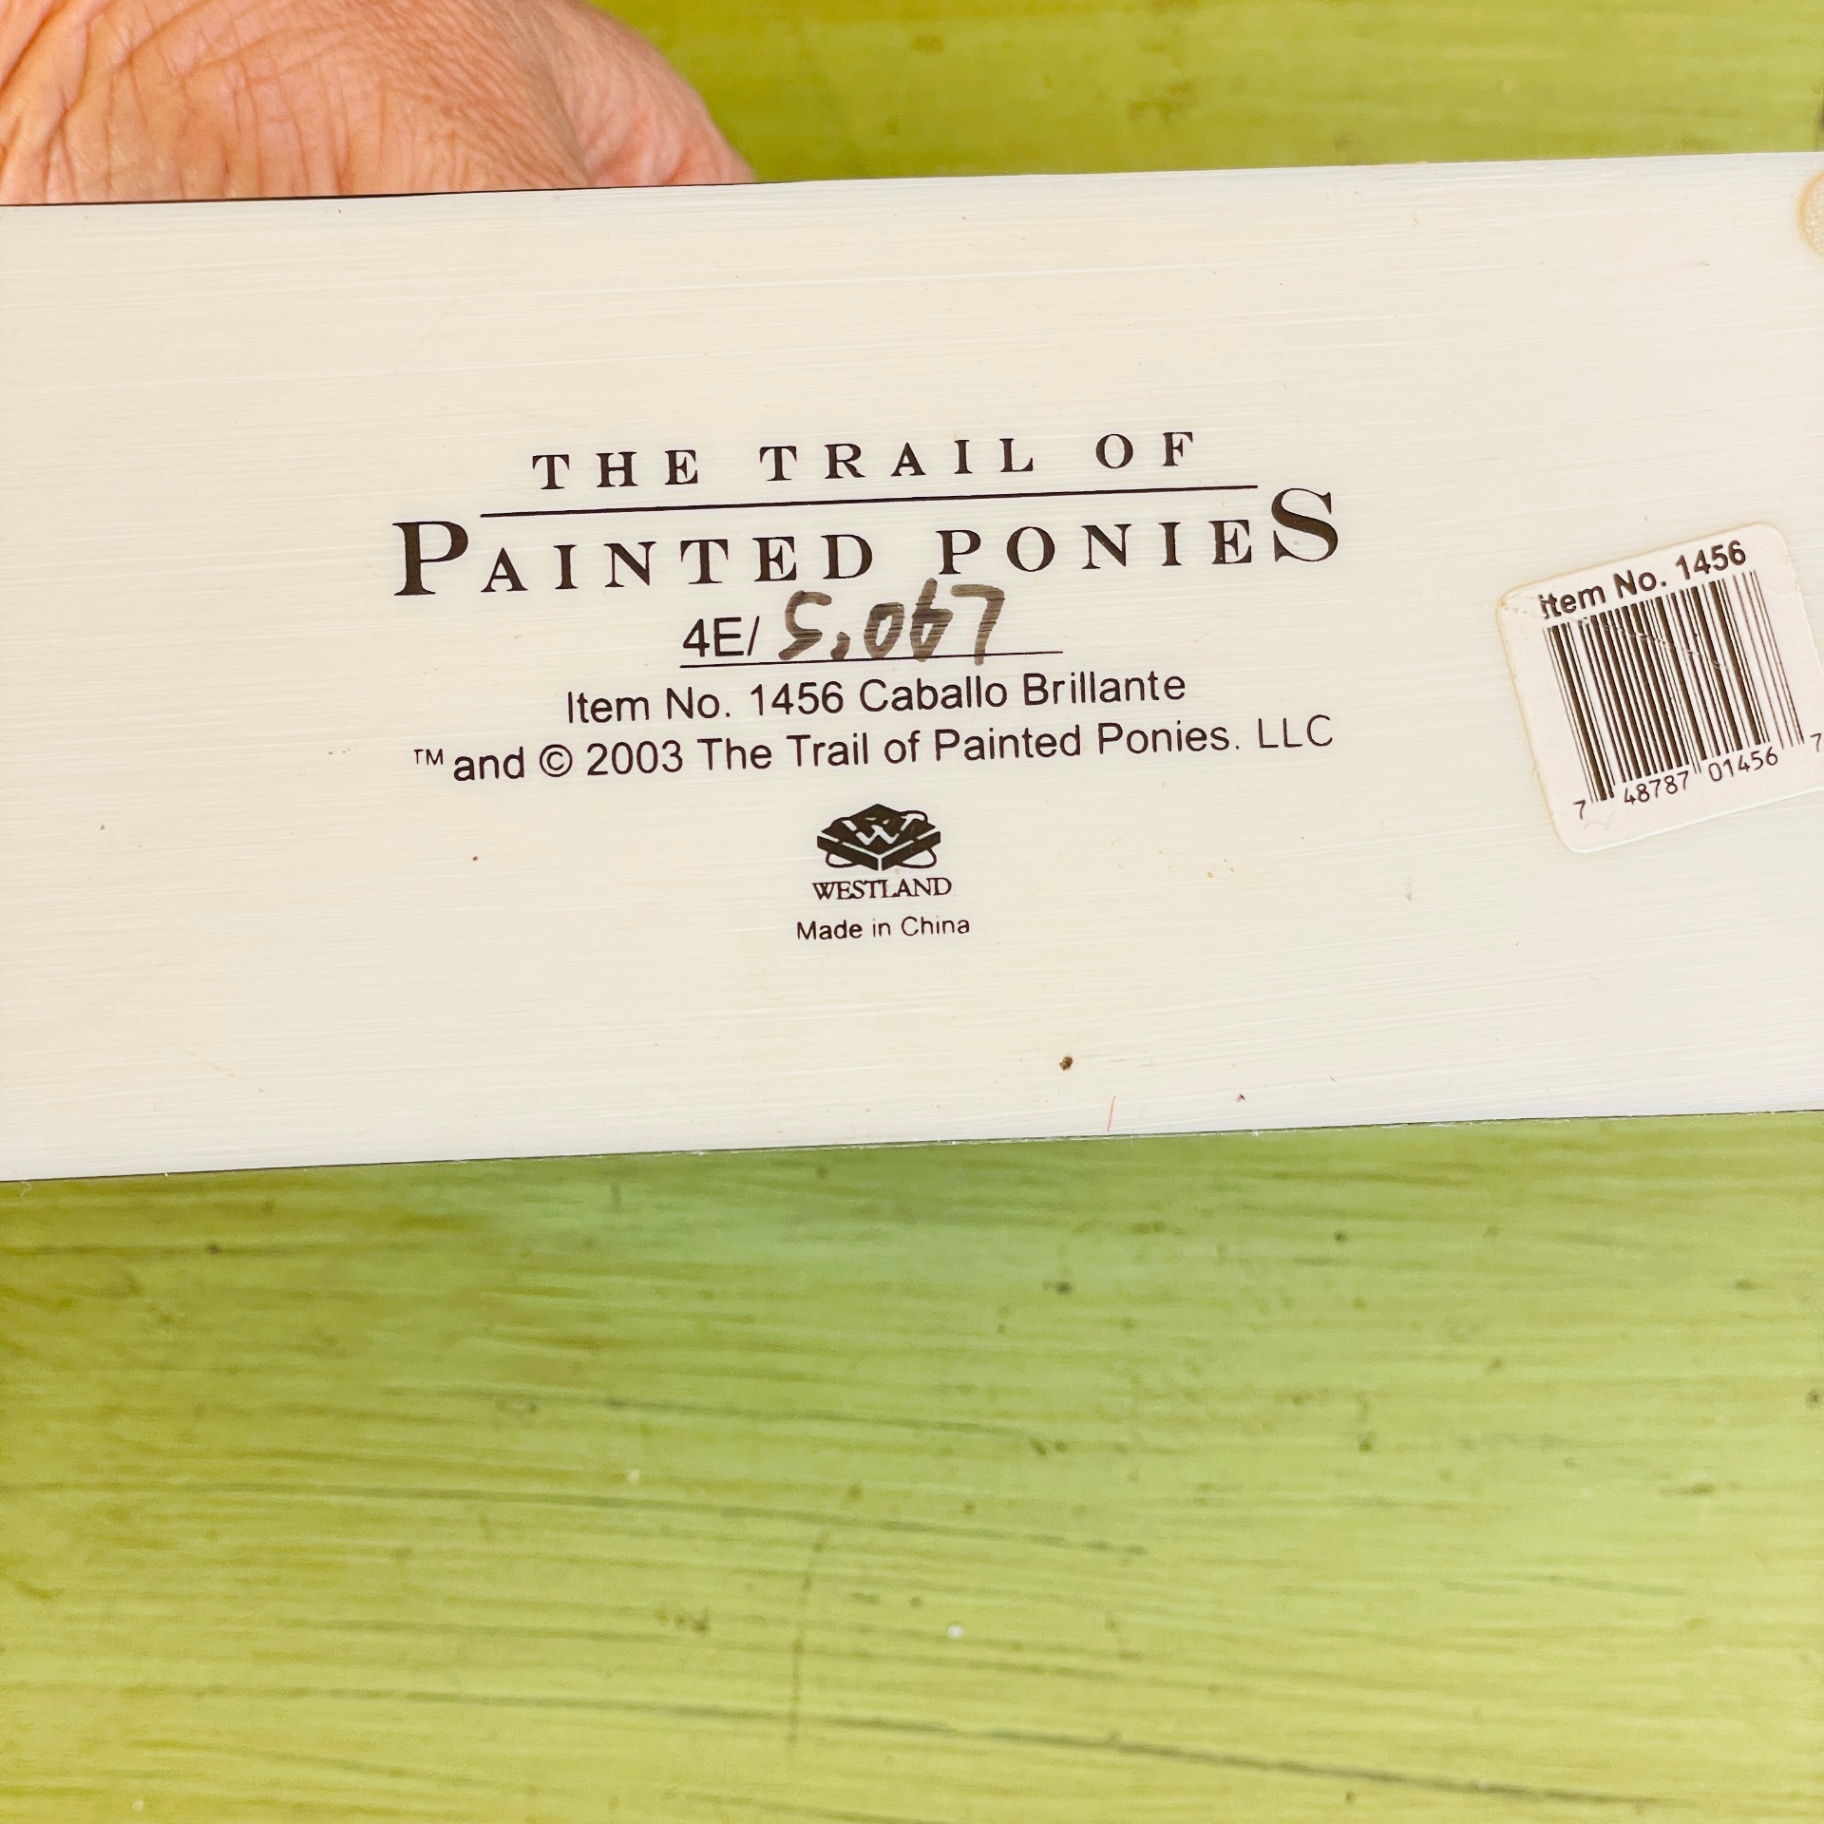 THE TRAIL OF
PAINTED PONIES
4E/ 5,067
Item No. 1456 Caballo Brillante
™ and © 2003 The Trail of Painted Ponies. LLC
W
WESTLAND
Made in China
Item No. 1456
7 48787 01456 7